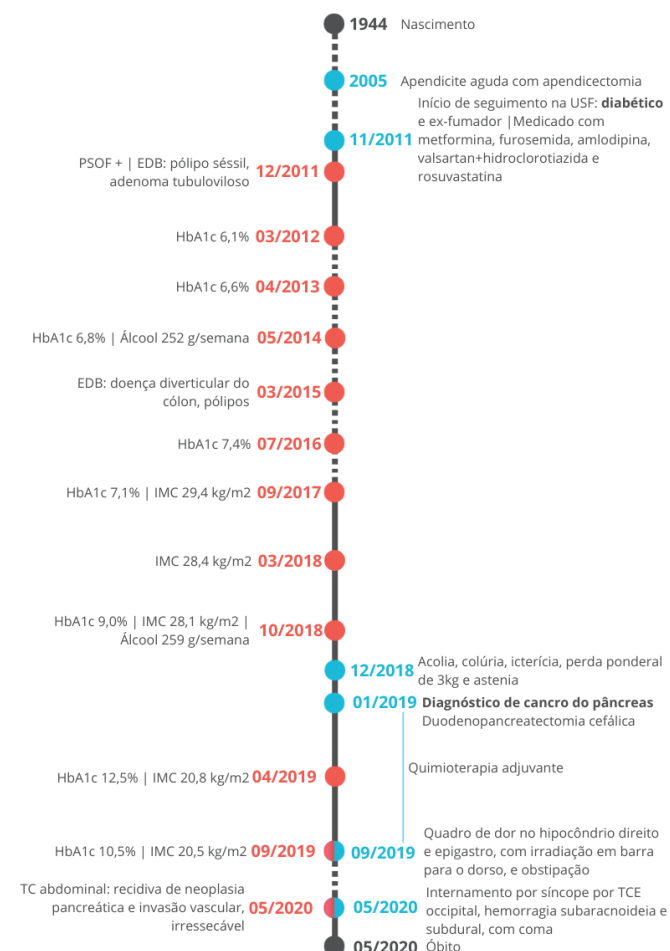 1944 Nascimento
2005 Apendicite aguda com apendicectomia
11/2011
Início de seguimento na USF: diabético
e ex-fumador |Medicado com
metformina, furosemida, amlodipina,
valsartan+hidroclorotiazida e
rosuvastatina
PSOF + | EDB: pólipo séssil,
adenoma tubuloviloso
12/2011
HbA1c 6,1% 03/2012
HbA1c 6,6% 04/2013
HbA1c 6,8% | Álcool 252 g/semana 05/2014
EDB: doença diverticular do
cólon, pólipos
03/2015
HbA1c 7,4% 07/2016
HbA1c 7,1% | IMC 29,4 kg/m2 09/2017
IMC 28,4 kg/m2 03/2018
HbA1c 9,0% | IMC 28,1 kg/m2 |
Álcool 259 g/semana
10/2018
12/2018
Acolia, colúria, icterícia, perda ponderal
de 3kg e astenia
01/2019 Diagnóstico de cancro do pâncreas
Duodenopancreatectomia cefálica
Quimioterapia adjuvante
HbA1c 12,5% | IMC 20,8 kg/m2 04/2019
HbA1c 10,5% | IMC 20,5 kg/m2 09/2019
09/2019
Quadro de dor no hipocôndrio direito
e epigastro, com irradiação em barra
para o dorso, e obstipação
TC abdominal: recidiva de neoplasia
pancreática e invasão vascular,
irressecável
05/2020
05/2020
Internamento por síncope por TCE
occipital, hemorragia subaracnoideia e
subdural, com coma
05/2020 Óbito